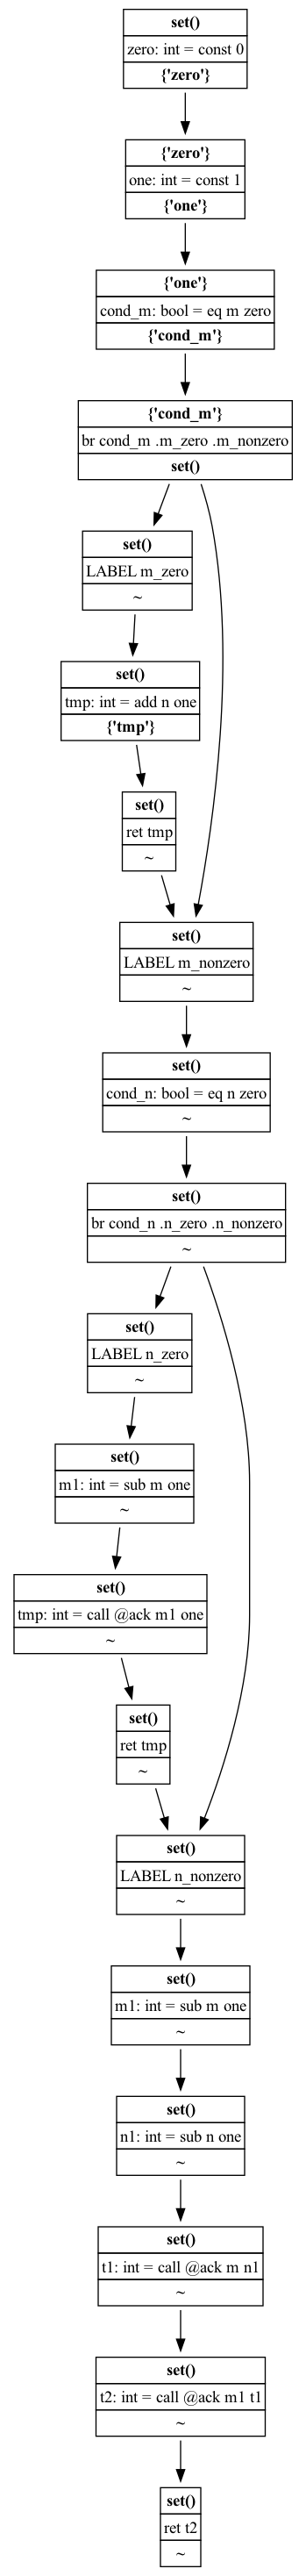 set()
zero: int = const 0
{'zero'}
{'zero'}
one: int = const 1
{'one'}
{'one'}
cond_m: bool = eq m zero
{'cond_m'}
{'cond_m'}
br cond_m .m_zero .m_nonzero
set()
set()
LABEL m_zero
~
set()
tmp: int = add n one
{'tmp'}
set()
ret tmp
~
set()
LABEL m_nonzero
~
set()
cond_n: bool = eq n zero
~
set()
br cond_n .n_zero .n_nonzero
~
set()
LABEL n_zero
~
set()
m1: int = sub m one
~
set()
tmp: int = call @ack m1 one
~
set()
ret tmp
~
set()
LABEL n_nonzero
~
set()
m1: int = sub m one
~
set()
n1: int = sub n one
~
set()
t1: int = call @ack m n1
~
set()
t2: int = call @ack m1 t1
~
set()
ret t2
~